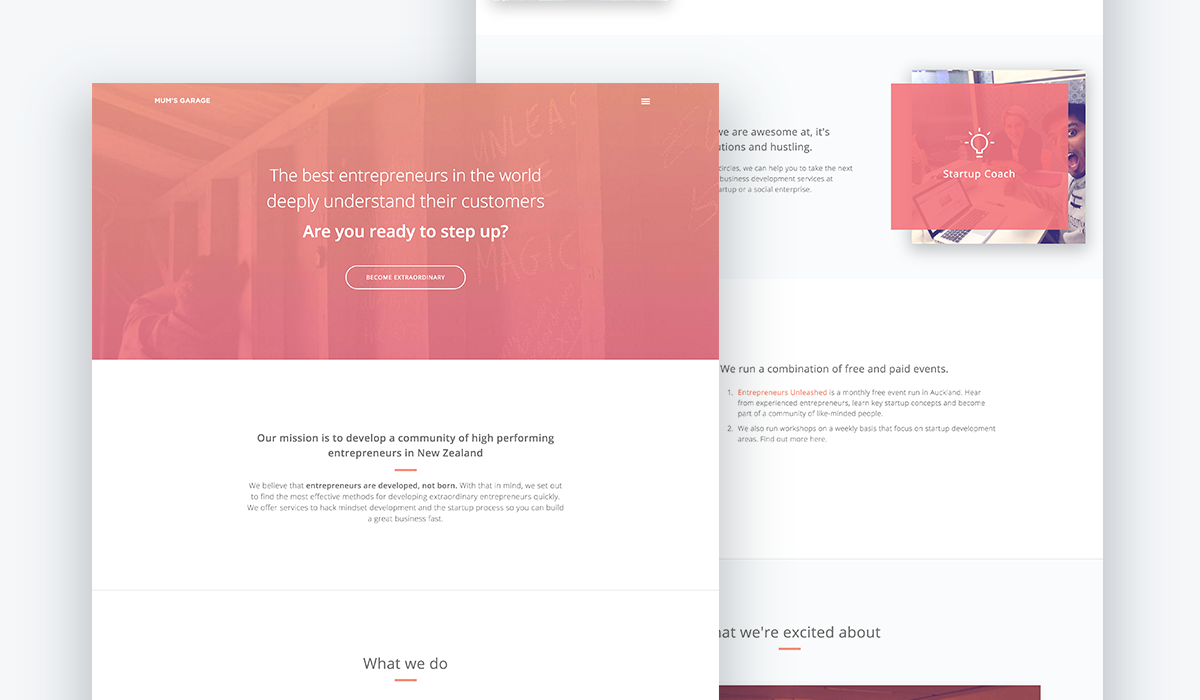 MUM'S GARAGE
UNLEAS
MAGIC
The best entrepreneurs in the world
deeply understand their customers
Are you ready to step up?
BECOME EXTRAORDINARY
Our mission is to develop a community of high performing
entrepreneurs in New Zealand
We believe that entrepreneurs are developed, not born. With that in mind, we set out
to find the most effective methods for developing extraordinary entrepreneurs quickly.
We offer services to hack mindset development and the startup process so you can build
a great business fast.
What we do
we are awesome at, it's
utions and hustling.
circles, we can help you to take the next
business development services at
artup or a social enterprise.
Startup Coach
We run a combination of free and paid events.
1. Entrepreneurs Unleashed is a monthly free event run in Auckland. Hear
from experienced entrepreneurs, learn key startup concepts and become
part of a community of like-minded people.
2. We also run workshops on a weekly basis that focus on startup development
areas. Find out more here.
hat we're excited about